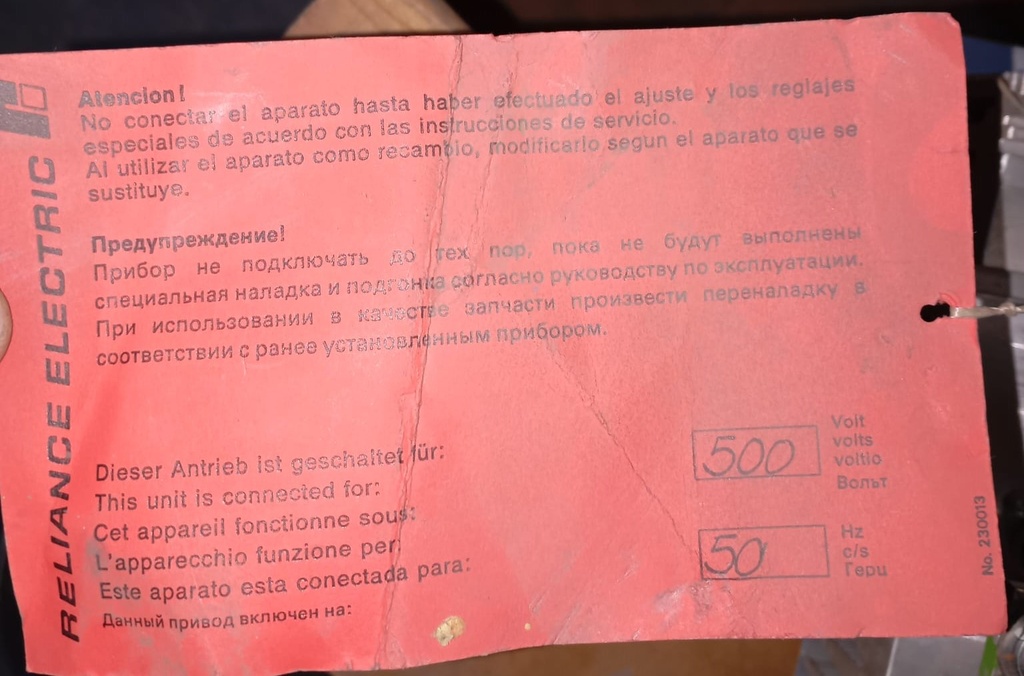 RELIANCE ELECTRIC
Atencion!
No conectar el aparato hasta haber efectuado el ajuste y los reglajes
especiales de acuerdo con las instrucciones de servicio.
Al utilizar el aparato como recambio, modificarlo segun el aparato que se
sustituye.
Предупреждение!
Прибор не подключать до тех пор, пока не будут выполнены
специальная наладка и подгонка согласно руководству по эксплуатации.
При использовании в качестве запчасти произвести переналадку в
соответствии с ранее установленным прибором.
Dieser Antrieb ist geschaltet für:
This unit is connected for:
Cet appareil fonctionne sous:
L'apparecchio funzione per:
Este aparato esta conectada para:
Данный привод включен на:
500
Volt
volts
voltio
Вольт
50
Hz
c/s
Герц
No. 230013